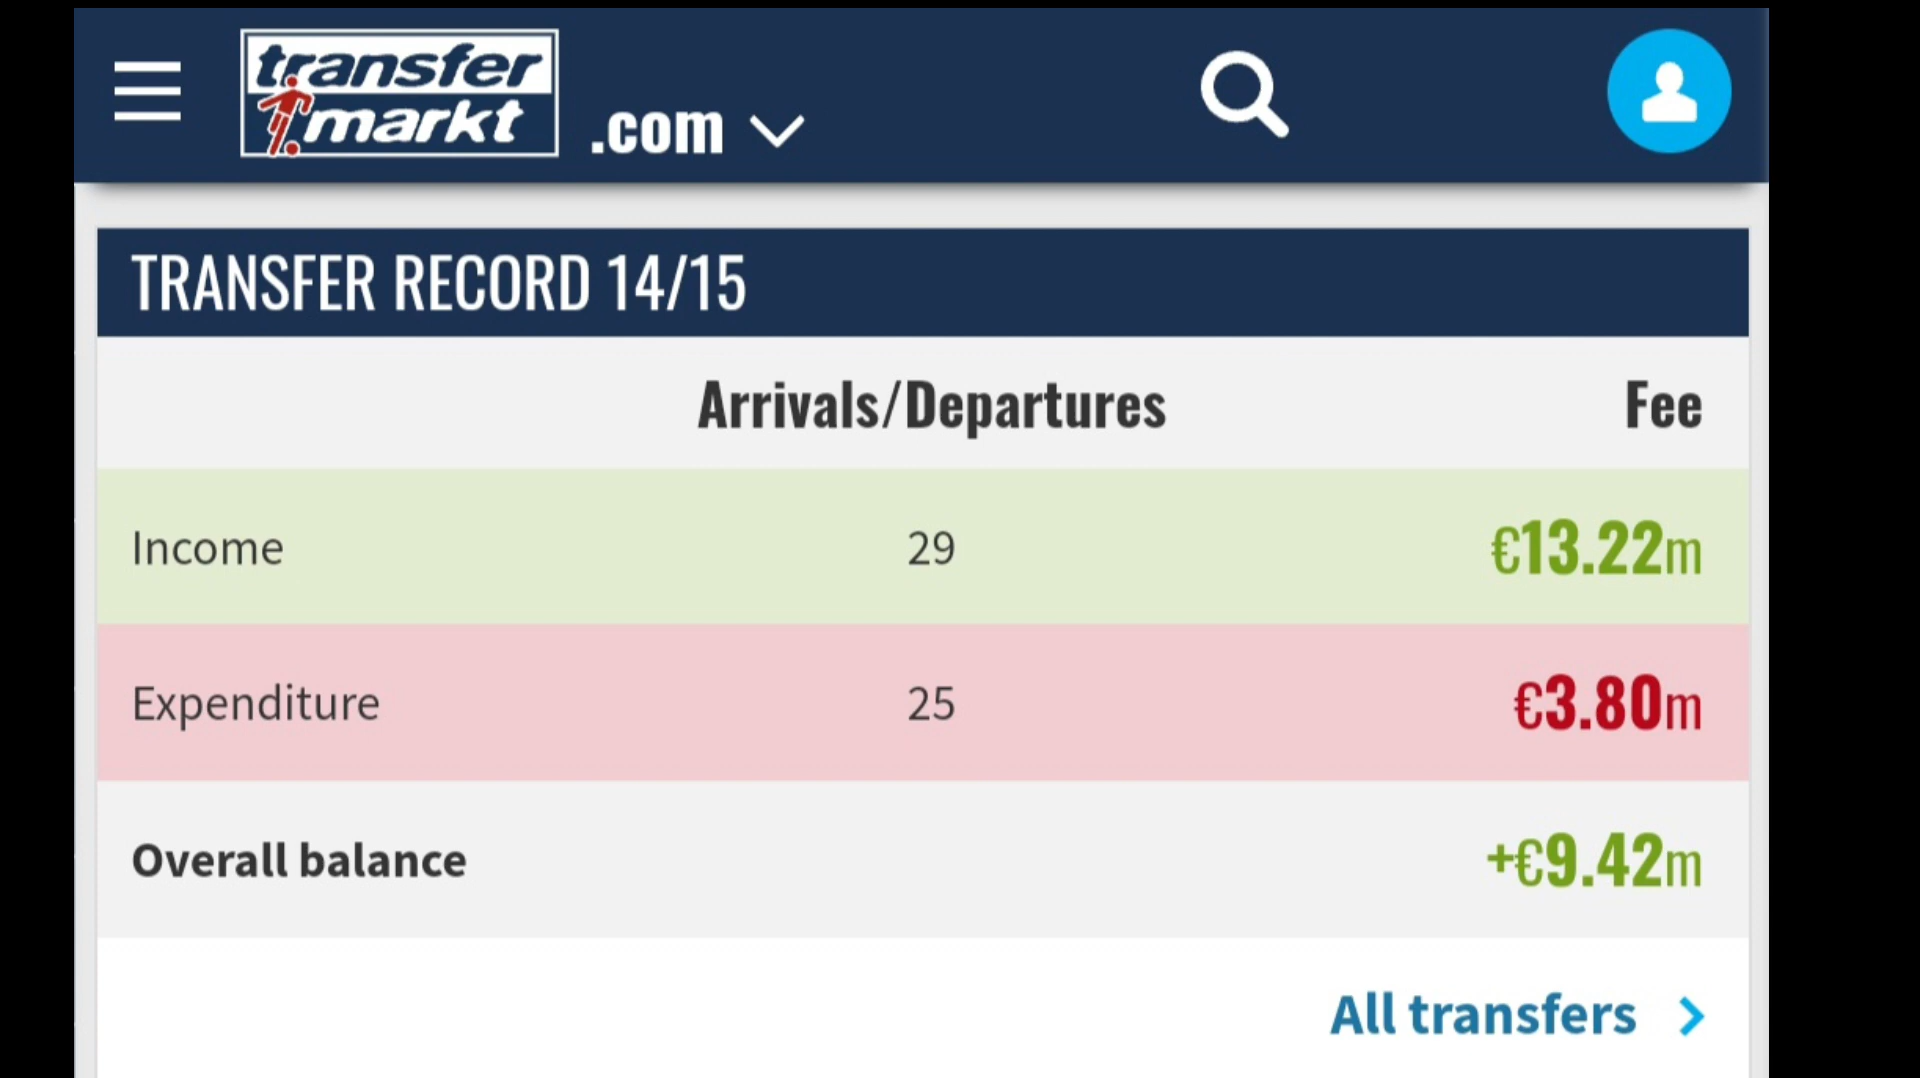 transfer
markt
.com
TRANSFER RECORD 14/15
Arrivals/Departures Fee
Income 29 €13.22m
Expenditure 25 €3.80m
Overall balance +€9.42m
All transfers